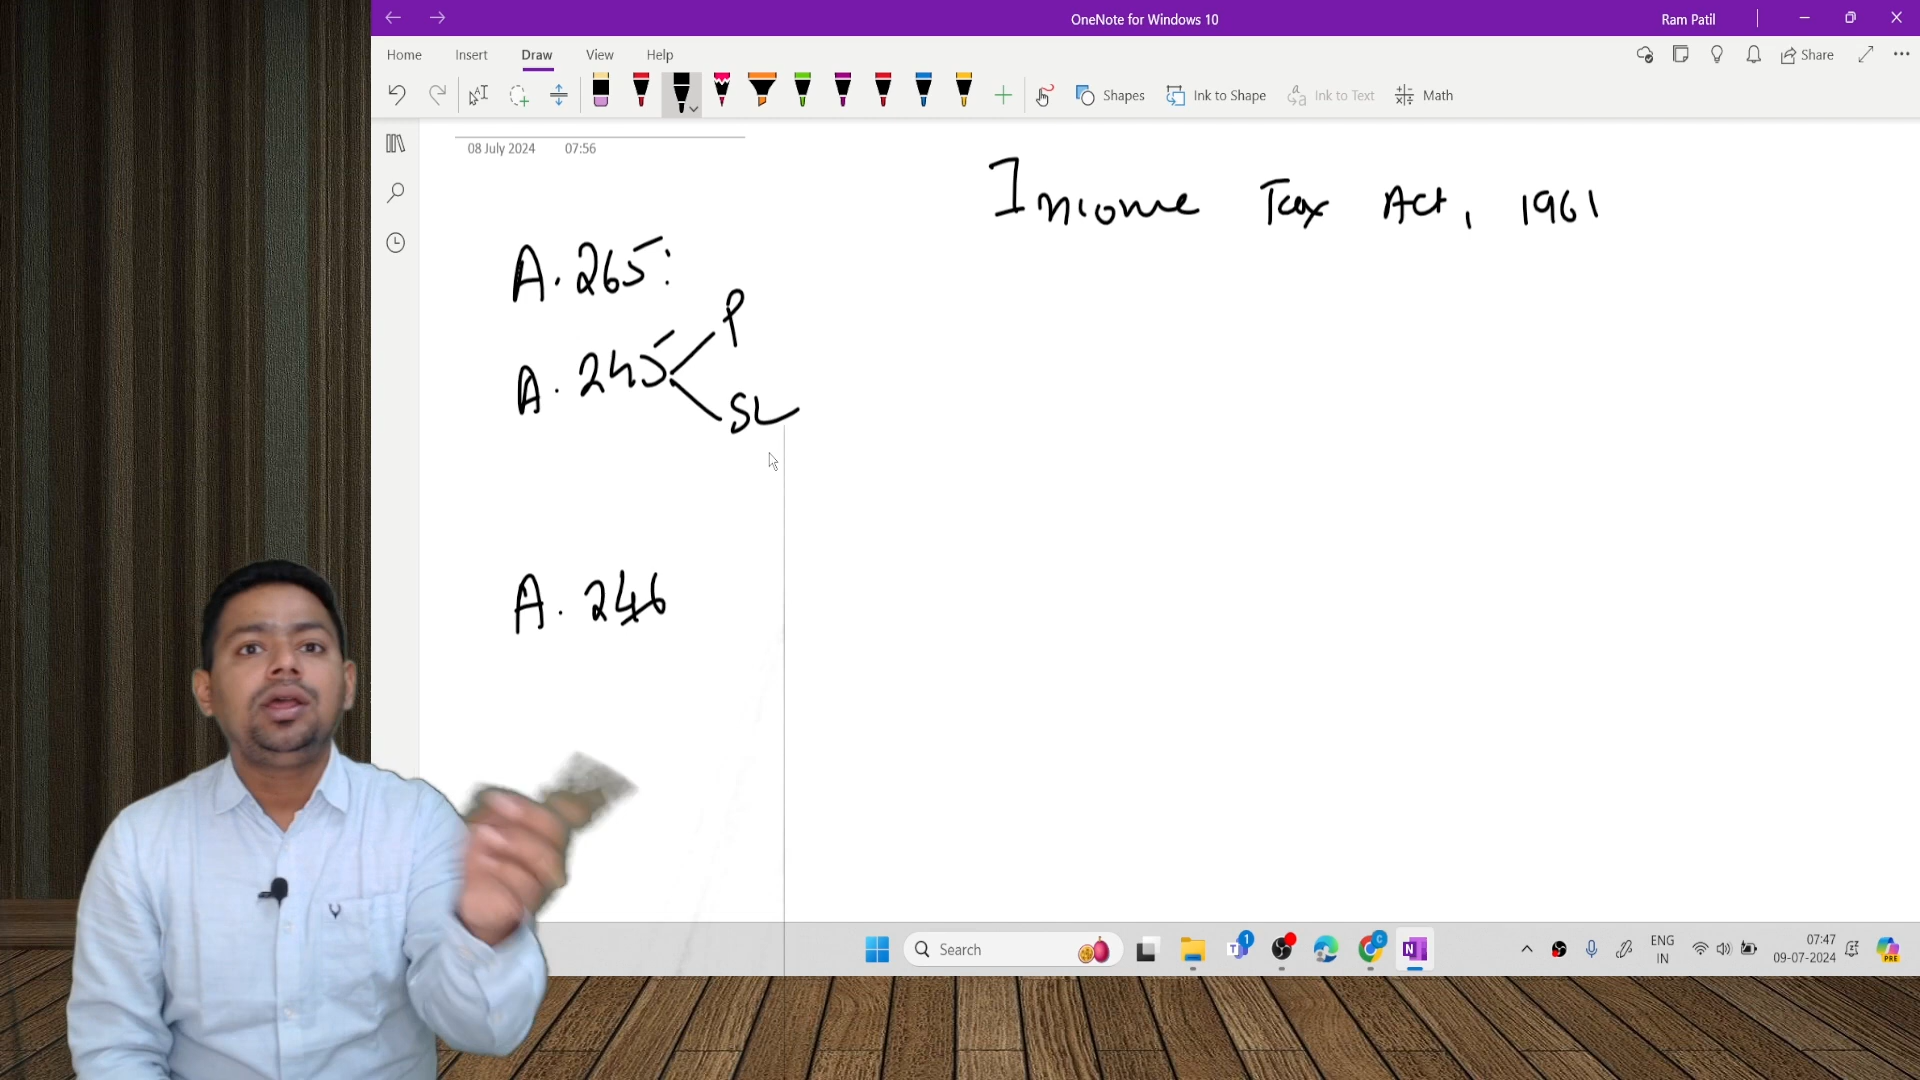 OneNote for Windows 10
Ram Patil
Home Insert Draw View Help
Share
Shapes Ink to Shape Ink to Text Math
08 July 2024 07:56
Income Tax Act, 1961
A. 265:
P
A. 245
SL
A. 246
Search
1
C
N
ENG
IN
07:47
09-07-2024
PRE